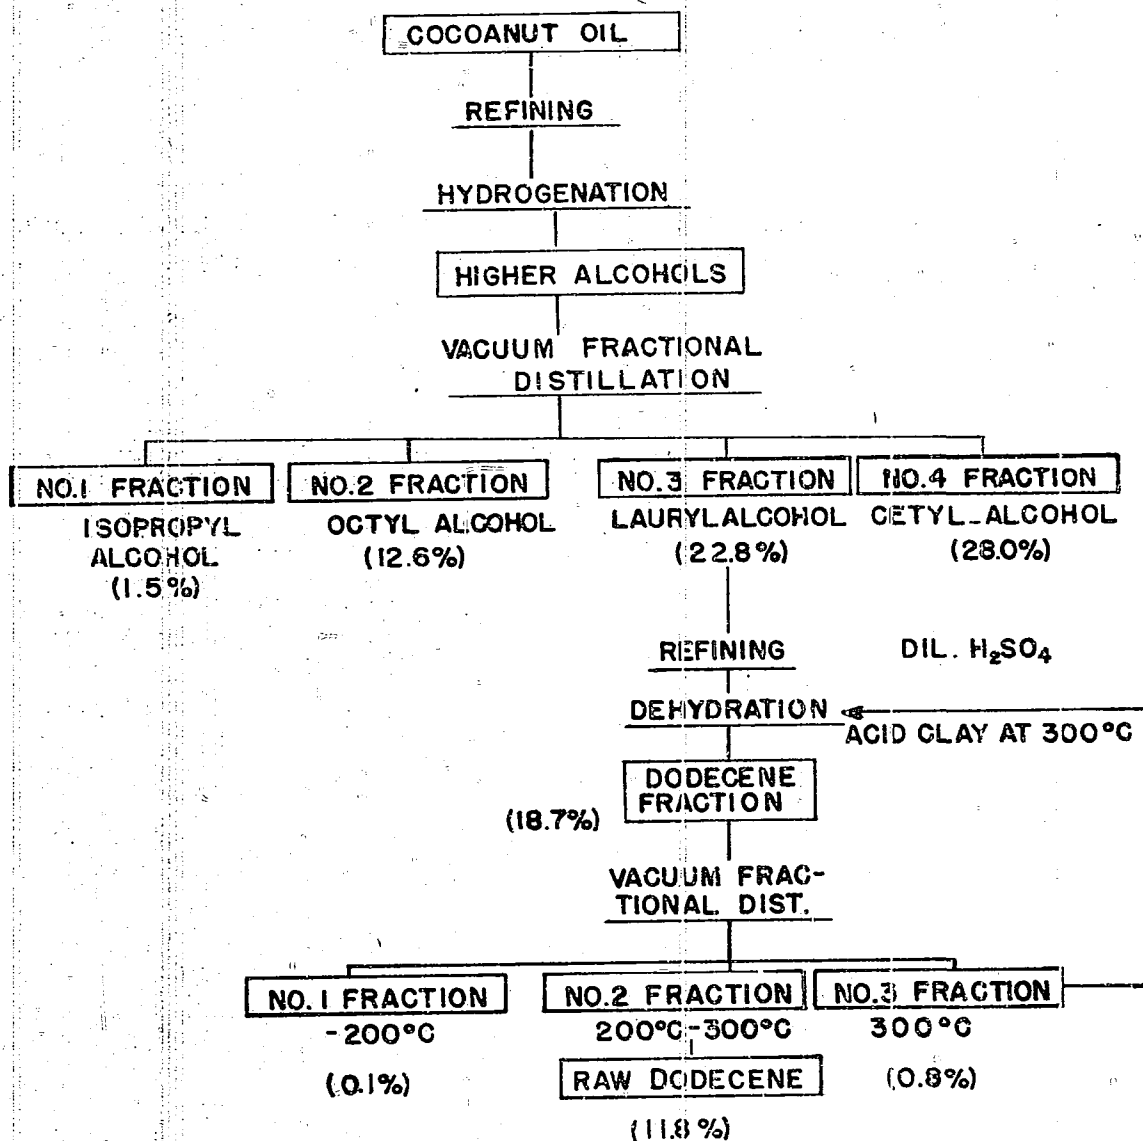 COCOANUT OIL
REFINING
HYDROGENATION
HIGHER ALCOHOLS
VACUUM FRACTIONAL
DISTILLATION
NO.1 FRACTION
ISOPROPYL
ALCOHOL
(1.5%)
NO.2 FRACTION
OCTYL ALCOHOL
(12.6%)
NO.3 FRACTION
LAURYL ALCOHOL
(22.8%)
NO.4 FRACTION
CETYL-ALCOHOL
(28.0%)
REFINING
DIL. H₂SO₄
DEHYDRATION
ACID CLAY AT 300°C
DODECENE
FRACTION
(18.7%)
VACUUM FRAC-
TIONAL DIST.
NO.1 FRACTION
-200°C
(0.1%)
NO.2 FRACTION
200°C-300°C
RAW DODECENE
(11.8%)
NO.3 FRACTION
300°C
(0.8%)